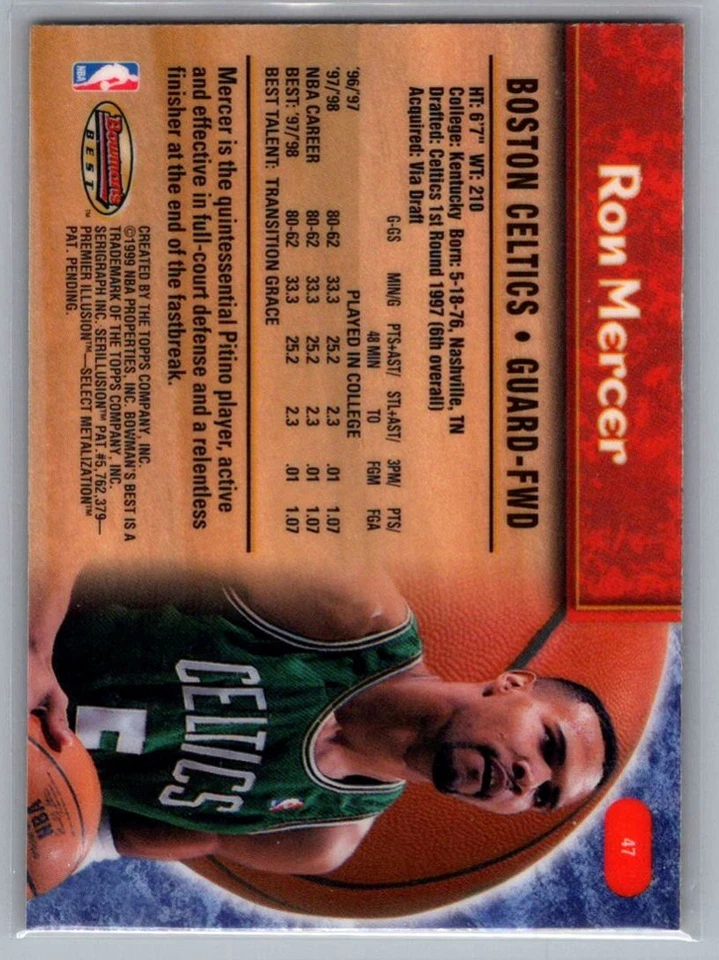 Ron Mercer
47
BOSTON CELTICS • GUARD-FWD
HT: 6'7" WT: 210
College: Kentucky Born: 5-18-76, Nashville, TN
Drafted: Celtics 1st Round 1997 (6th overall)
Acquired: Via Draft
G-GS MIN/G PTS+AST/ STL+AST/ 3PM/ PTS/
48 MIN TO FGM FGA
'96/'97 PLAYED IN COLLEGE
'97/'98 80-62 33.3 25.2 2.3 .01 1.07
NBA CAREER 80-62 33.3 25.2 2.3 .01 1.07
BEST: '97/'98 80-62 33.3 25.2 2.3 .01 1.07
BEST TALENT: TRANSITION GRACE
Mercer is the quintessential Pitino player, active
and effective in full-court defense and a relentless
finisher at the end of the fastbreak.
NBA
Bowman's
BEST™
CREATED BY THE TOPPS COMPANY, INC.
©1999 NBA PROPERTIES, INC. BOWMAN'S BEST IS A
TRADEMARK OF THE TOPPS COMPANY, INC.
SERIGRAPH INC. SERILLUSION™ PAT. #5,762,379—
PREMIER ILLUSION™—SELECT METALIZATION™
PAT. PENDING.
CELTICS
NBA